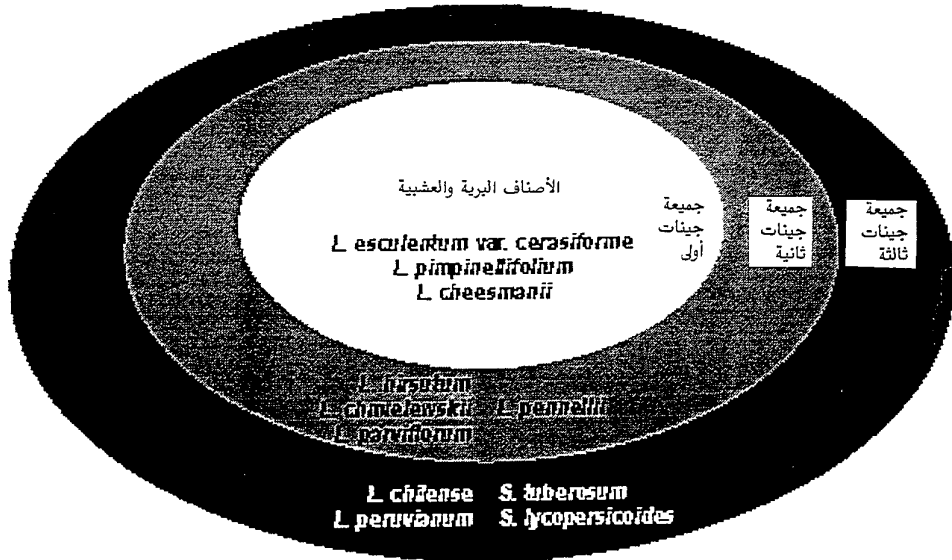 الأصناف البرية والعشبية
جميعة
جينات
أولى
جميعة
جينات
ثانية
جميعة
جينات
ثالثة
L. esculentum var. cerasiforme
L. pimpinellifolium
L. cheesmanii
L. hirsutum
L. chmielewskii L. pennellii
L. parviflorum
L. chilense S. tuberosum
L. peruvianum S. lycopersicoides